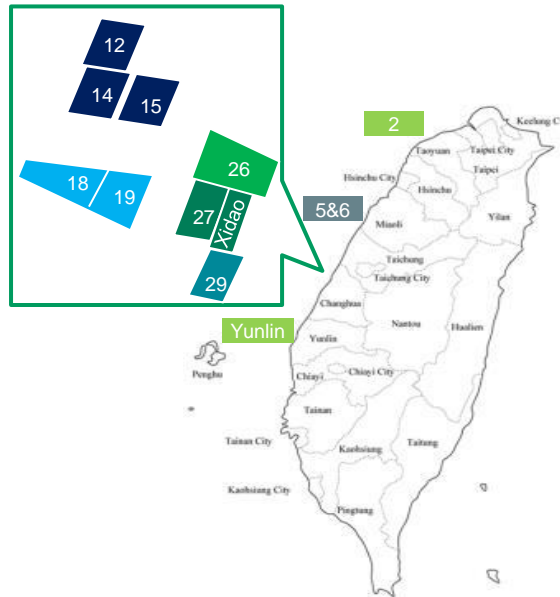 12
14
15
26
18
19
27
Xidao
29
2
5&6
Yunlin
Keelung C
Taipei City
Taoyuan
Taipei
Hsinchu City
Hsinchu
Yilan
Miaoli
Taichung
Taichung City
Changhua
Nantou
Hualien
Yunlin
Penghu
Chiayi
Chiayi City
Tainan
Tainan City
Kaohsiung
Taitung
Kaohsiung City
Pingtung